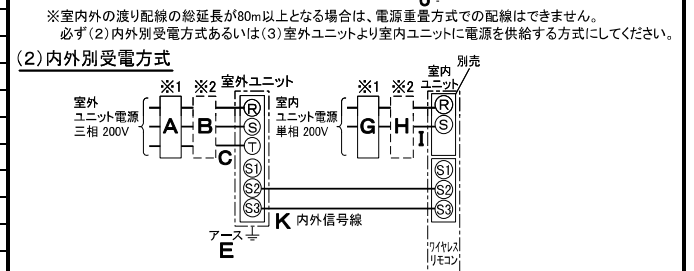 ※室内外の渡り配線の総延長が80m以上となる場合は、電源重畳方式での配線はできません。
必ず(2)内外別受電方式あるいは(3)室外ユニットより室内ユニットに電源を供給する方式にしてください。
(2)内外別受電方式
※1 ※2 室外ユニット
室外
ユニット電源
三相 200V
A B C
R
S
T
S1
S2
S3
アース
E
※1 ※2 室内
ユニット
別売
室内
ユニット電源
単相 200V
G H I
R
S
S1
S2
S3
K 内外信号線
ワイヤレス
リモコン